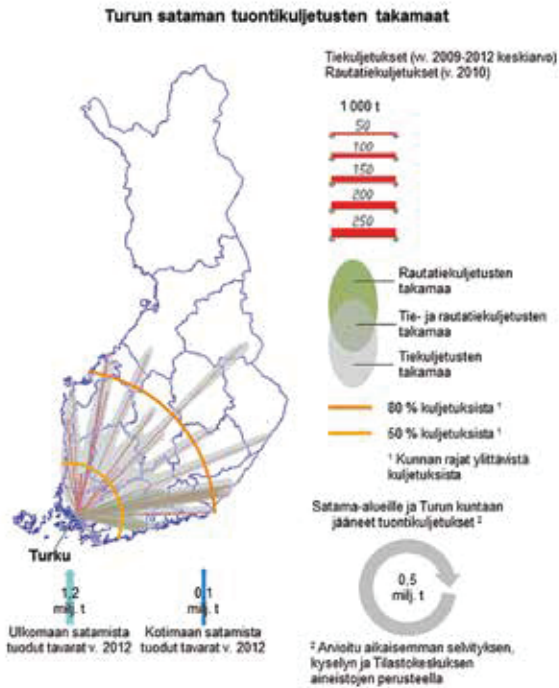 Turun sataman tuontikuljetusten takamaat
Tiekuljetukset (vv. 2009-2012 keskiarvo)
Rautatiekuljetukset (v. 2010)
1 000 t
50
100
150
200
250
Rautatiekuljetusten
takamaa
Tie- ja rautatiekuljetusten
takamaa
Tiekuljetusten
takamaa
80 % kuljetuksista ¹
50 % kuljetuksista ¹
¹ Kunnan rajat ylittävistä
kuljetuksista
Satama-alueille ja Turun kuntaan
jääneet tuontikuljetukset ²
0,5
milj. t
² Arvioitu aikaisemman selvityksen,
kyselyn ja Tilastokeskuksen
aineistojen perusteella
Turku
1,2
milj. t
Ulkomaan satamista
tuodut tavarat v. 2012
0,1
milj. t
Kotimaan satamista
tuodut tavarat v. 2012